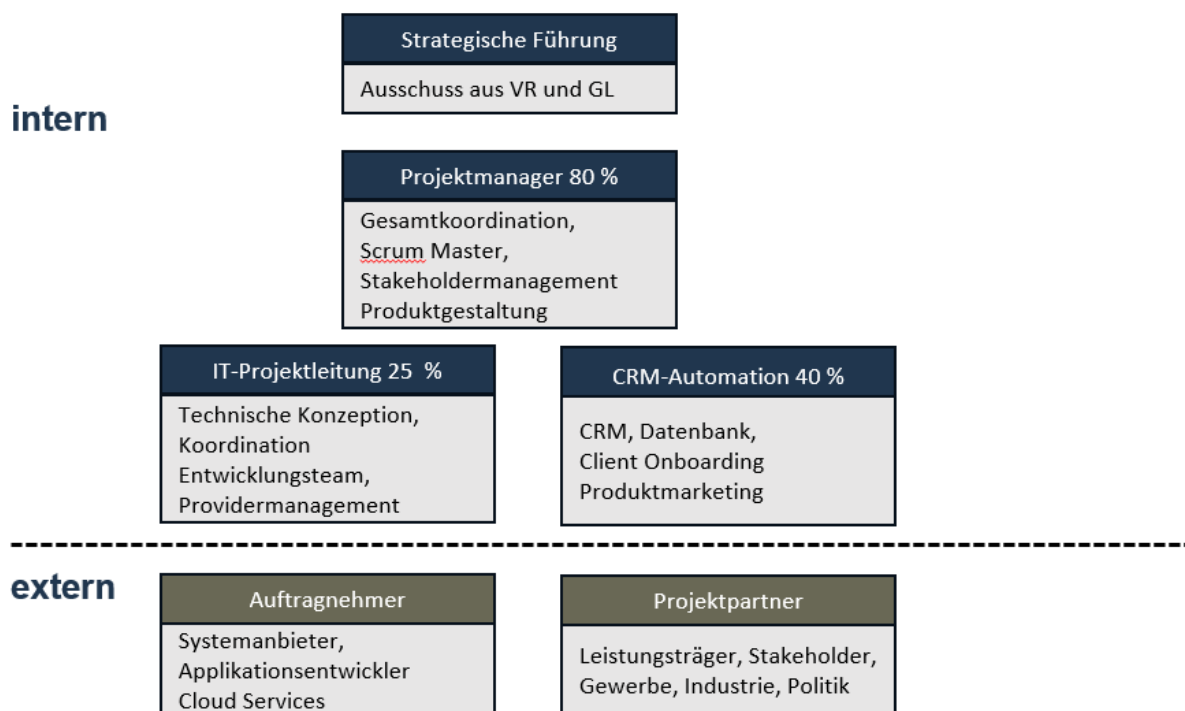 Strategische Führung
Ausschuss aus VR und GL
intern
Projektmanager 80 %
Gesamtkoordination,
Scrum Master,
Stakeholdermanagement
Produktgestaltung
IT-Projektleitung 25 %
Technische Konzeption,
Koordination
Entwicklungsteam,
Providermanagement
CRM-Automation 40 %
CRM, Datenbank,
Client Onboarding
Produktmarketing
extern
Auftragnehmer
Systemanbieter,
Applikationsentwickler
Cloud Services
Projektpartner
Leistungsträger, Stakeholder,
Gewerbe, Industrie, Politik